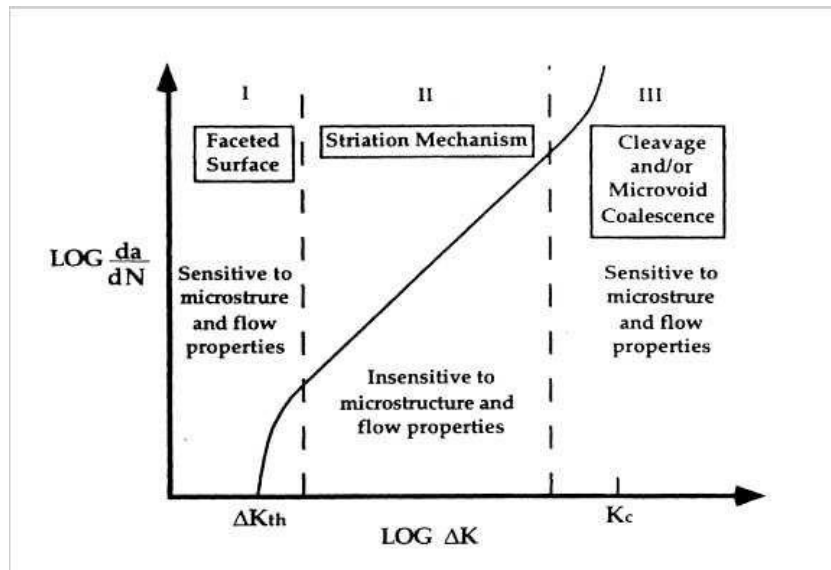 I
II
III
Faceted
Surface
Striation Mechanism
Cleavage
and/or
Microvoid
Coalescence
LOG da
dN
Sensitive to
microstrure
and flow
properties
Insensitive to
microstructure and
flow properties
Sensitive to
microstrure
and flow
properties
ΔKth
Kc
LOG ΔK